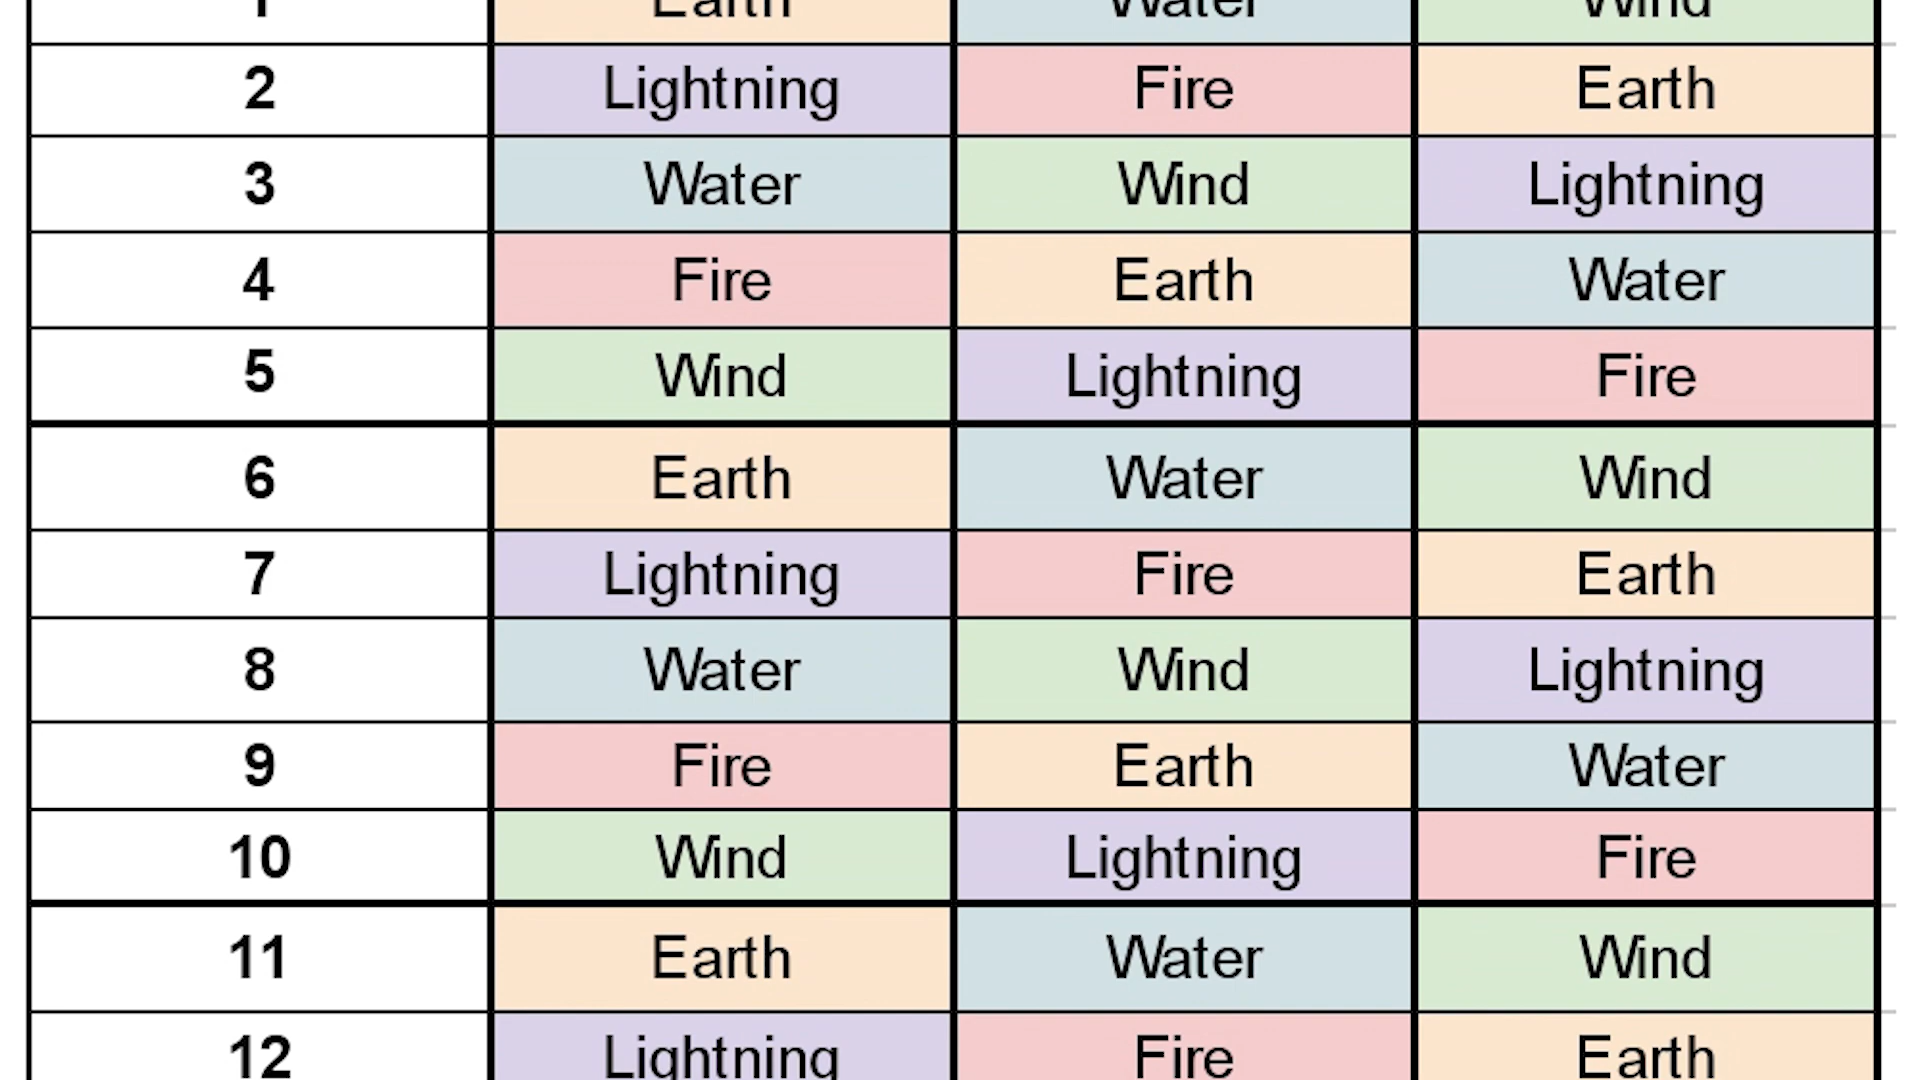 1 Earth Water Wind
2 Lightning Fire Earth
3 Water Wind Lightning
4 Fire Earth Water
5 Wind Lightning Fire
6 Earth Water Wind
7 Lightning Fire Earth
8 Water Wind Lightning
9 Fire Earth Water
10 Wind Lightning Fire
11 Earth Water Wind
12 Lightning Fire Earth